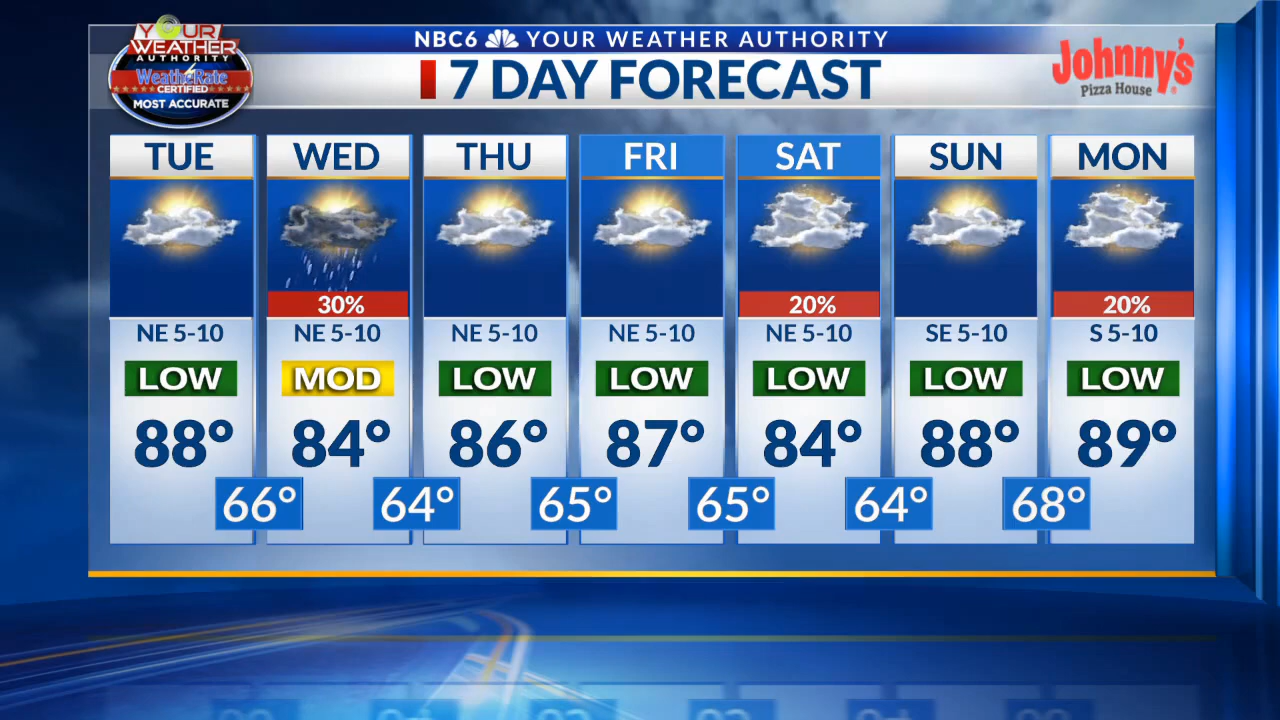 YOUR
WEATHER
AUTHORITY
WeatheRate
CERTIFIED
MOST ACCURATE
NBC6 YOUR WEATHER AUTHORITY
7 DAY FORECAST
Johnny's
Pizza House
TUE WED THU FRI SAT SUN MON
30% 20% 20%
NE 5-10 NE 5-10 NE 5-10 NE 5-10 NE 5-10 SE 5-10 S 5-10
LOW MOD LOW LOW LOW LOW LOW
88° 84° 86° 87° 84° 88° 89°
66° 64° 65° 65° 64° 68°